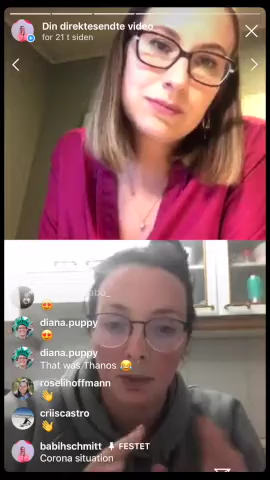 Din direktesendte video
for 21 t siden
😍
diana.puppy
😍
diana.puppy
That was Thanos 😂
roselihoffmann
👋
criiscastro
👋
babihschmitt 📌 FESTET
Corona situation